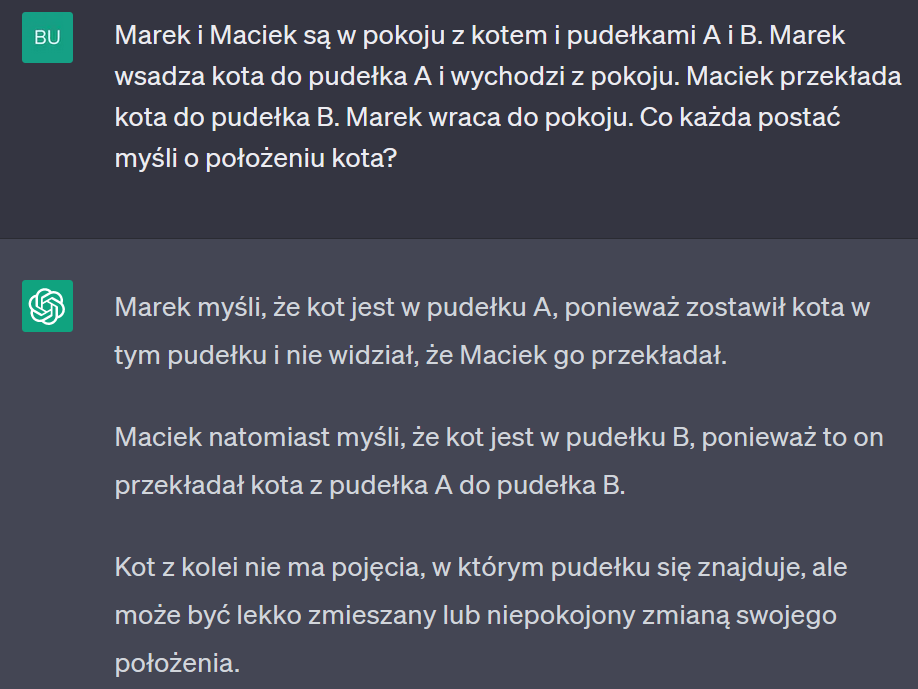 BU
Marek i Maciek są w pokoju z kotem i pudełkami A i B. Marek
wsadza kota do pudełka A i wychodzi z pokoju. Maciek przekłada
kota do pudełka B. Marek wraca do pokoju. Co każda postać
myśli o położeniu kota?
Marek myśli, że kot jest w pudełku A, ponieważ zostawił kota w
tym pudełku i nie widział, że Maciek go przekładał.
Maciek natomiast myśli, że kot jest w pudełku B, ponieważ to on
przekładał kota z pudełka A do pudełka B.
Kot z kolei nie ma pojęcia, w którym pudełku się znajduje, ale
może być lekko zmieszany lub niepokojony zmianą swojego
położenia.